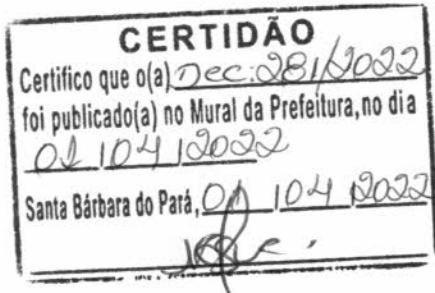 CERTIDÃO
Certifico que o(a) Dec: 281/2022
foi publicado(a) no Mural da Prefeitura, no dia
01 / 04 / 2022
Santa Bárbara do Pará, 01 / 04 / 2022